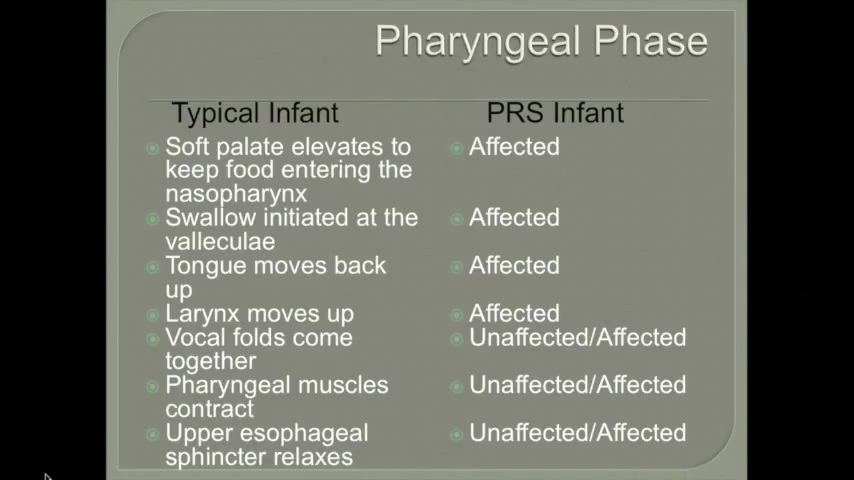 Pharyngeal Phase
Typical Infant
Soft palate elevates to
keep food entering the
nasopharynx
Swallow initiated at the
valleculae
Tongue moves back
up
Larynx moves up
Vocal folds come
together
Pharyngeal muscles
contract
Upper esophageal
sphincter relaxes
PRS Infant
Affected
Affected
Affected
Affected
Unaffected/Affected
Unaffected/Affected
Unaffected/Affected